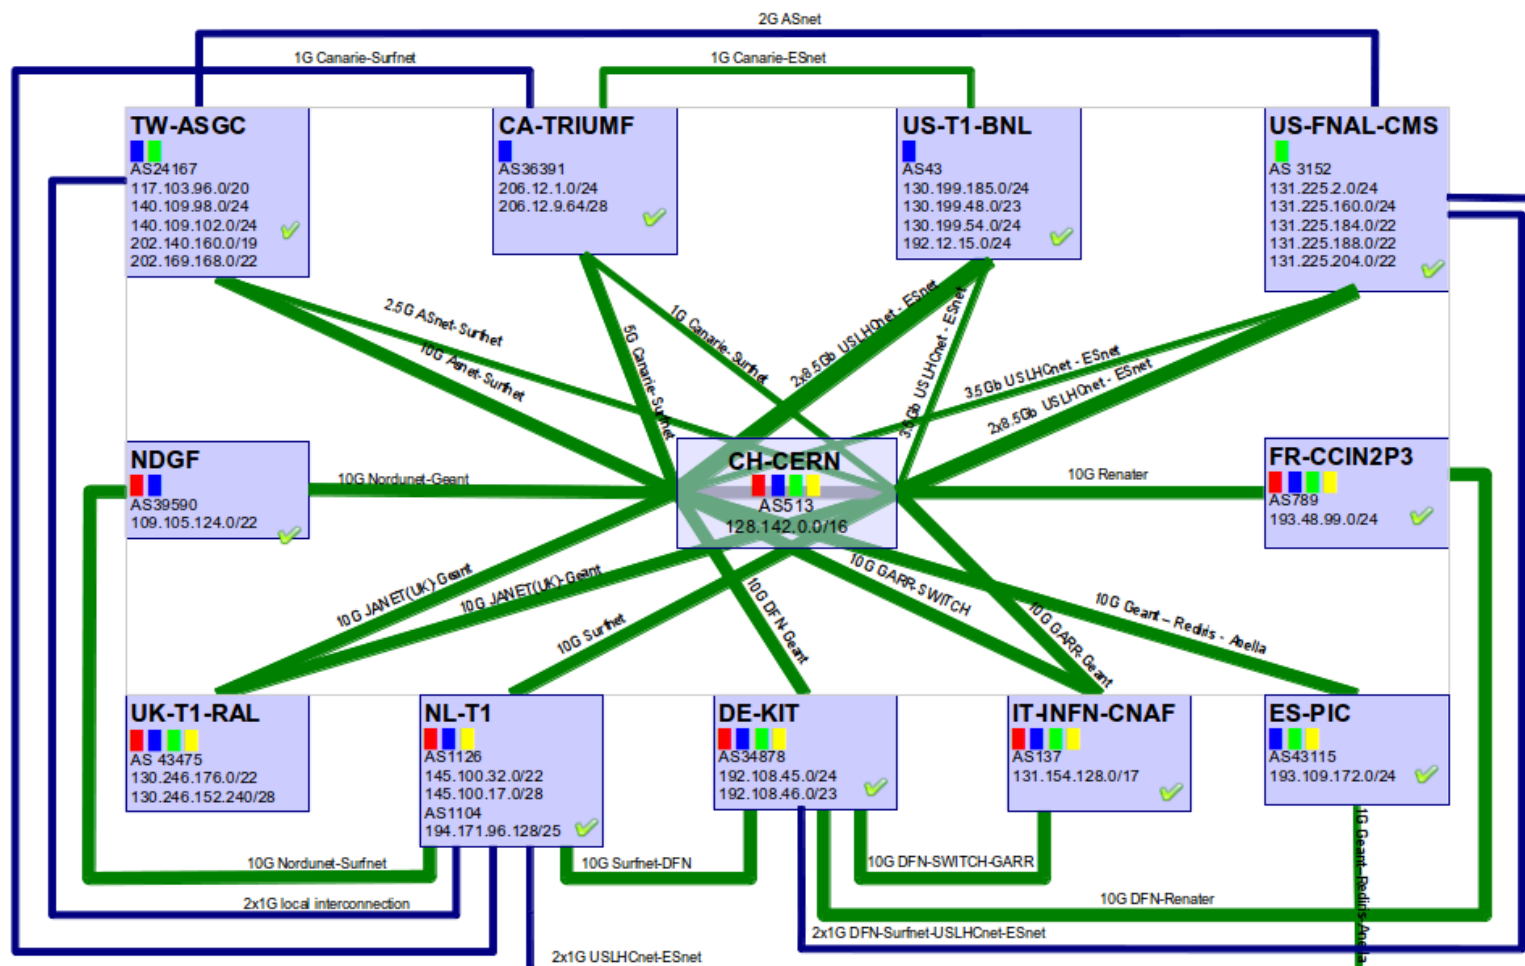 2G ASnet
1G Canarie-Surfnet
1G Canarie-ESnet
TW-ASGC
AS24167
117.103.96.0/20
140.109.98.0/24
140.109.102.0/24
202.140.160.0/19
202.169.168.0/22
CA-TRIUMF
AS36391
206.12.1.0/24
206.12.9.64/28
US-T1-BNL
AS43
130.199.185.0/24
130.199.48.0/23
130.199.54.0/24
192.12.15.0/24
US-FNAL-CMS
AS 3152
131.225.2.0/24
131.225.160.0/24
131.225.184.0/22
131.225.188.0/22
131.225.204.0/22
2.5G ASnet-Surfnet
10G Asnet-Surfnet
5G Canarie-Surfnet
1G Canarie-Surfnet
2x8.5Gb USLHCnet - ESnet
3.5Gb USLHCnet - ESnet
3.5Gb USLHCnet - ESnet
2x8.5Gb USLHCnet - ESnet
NDGF
AS39590
109.105.124.0/22
10G Nordunet-Geant
CH-CERN
AS513
128.142.0.0/16
10G Renater
FR-CCIN2P3
AS789
193.48.99.0/24
10G JANET(UK)-Geant
10G JANET(UK)-Geant
10G Surfnet
10G DFN-Geant
10G GARR-SWITCH
10G GARR-Geant
10G Geant – Rediris - Anella
UK-T1-RAL
AS 43475
130.246.176.0/22
130.246.152.240/28
NL-T1
AS1126
145.100.32.0/22
145.100.17.0/28
AS1104
194.171.96.128/25
DE-KIT
AS34878
192.108.45.0/24
192.108.46.0/23
IT-INFN-CNAF
AS137
131.154.128.0/17
ES-PIC
AS43115
193.109.172.0/24
10G Nordunet-Surfnet
10G Surfnet-DFN
10G DFN-SWITCH-GARR
1G Geant-Rediris-Anella
2x1G local interconnection
10G DFN-Renater
2x1G DFN-Surfnet-USLHCnet-ESnet
2x1G USLHCnet-ESnet